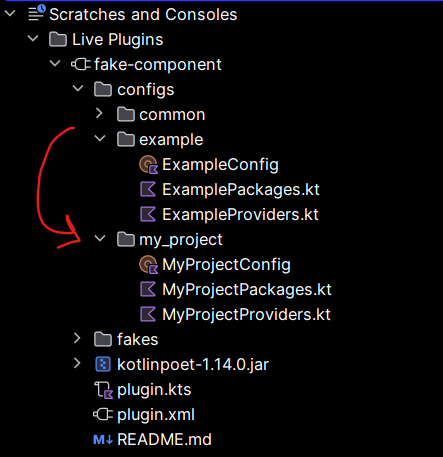 Scratches and Consoles
Live Plugins
fake-component
configs
common
example
ExampleConfig
ExamplePackages.kt
ExampleProviders.kt
my_project
MyProjectConfig
MyProjectPackages.kt
MyProjectProviders.kt
fakes
kotlinpoet-1.14.0.jar
plugin.kts
plugin.xml
M↓ README.md